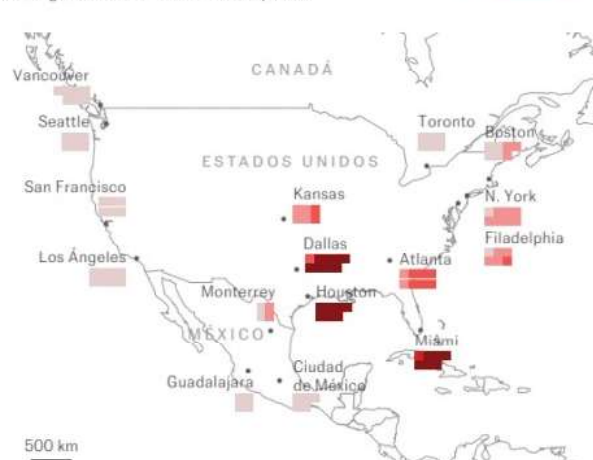 CANADÁ
Vancouver
Seattle
Toronto
Boston
ESTADOS UNIDOS
San Francisco
Kansas
N. York
Filadelphia
Dallas
Los Ángeles
Atlanta
Monterrey
Houston
MÉXICO
Miami
Guadalajara
Ciudad
de México
500 km